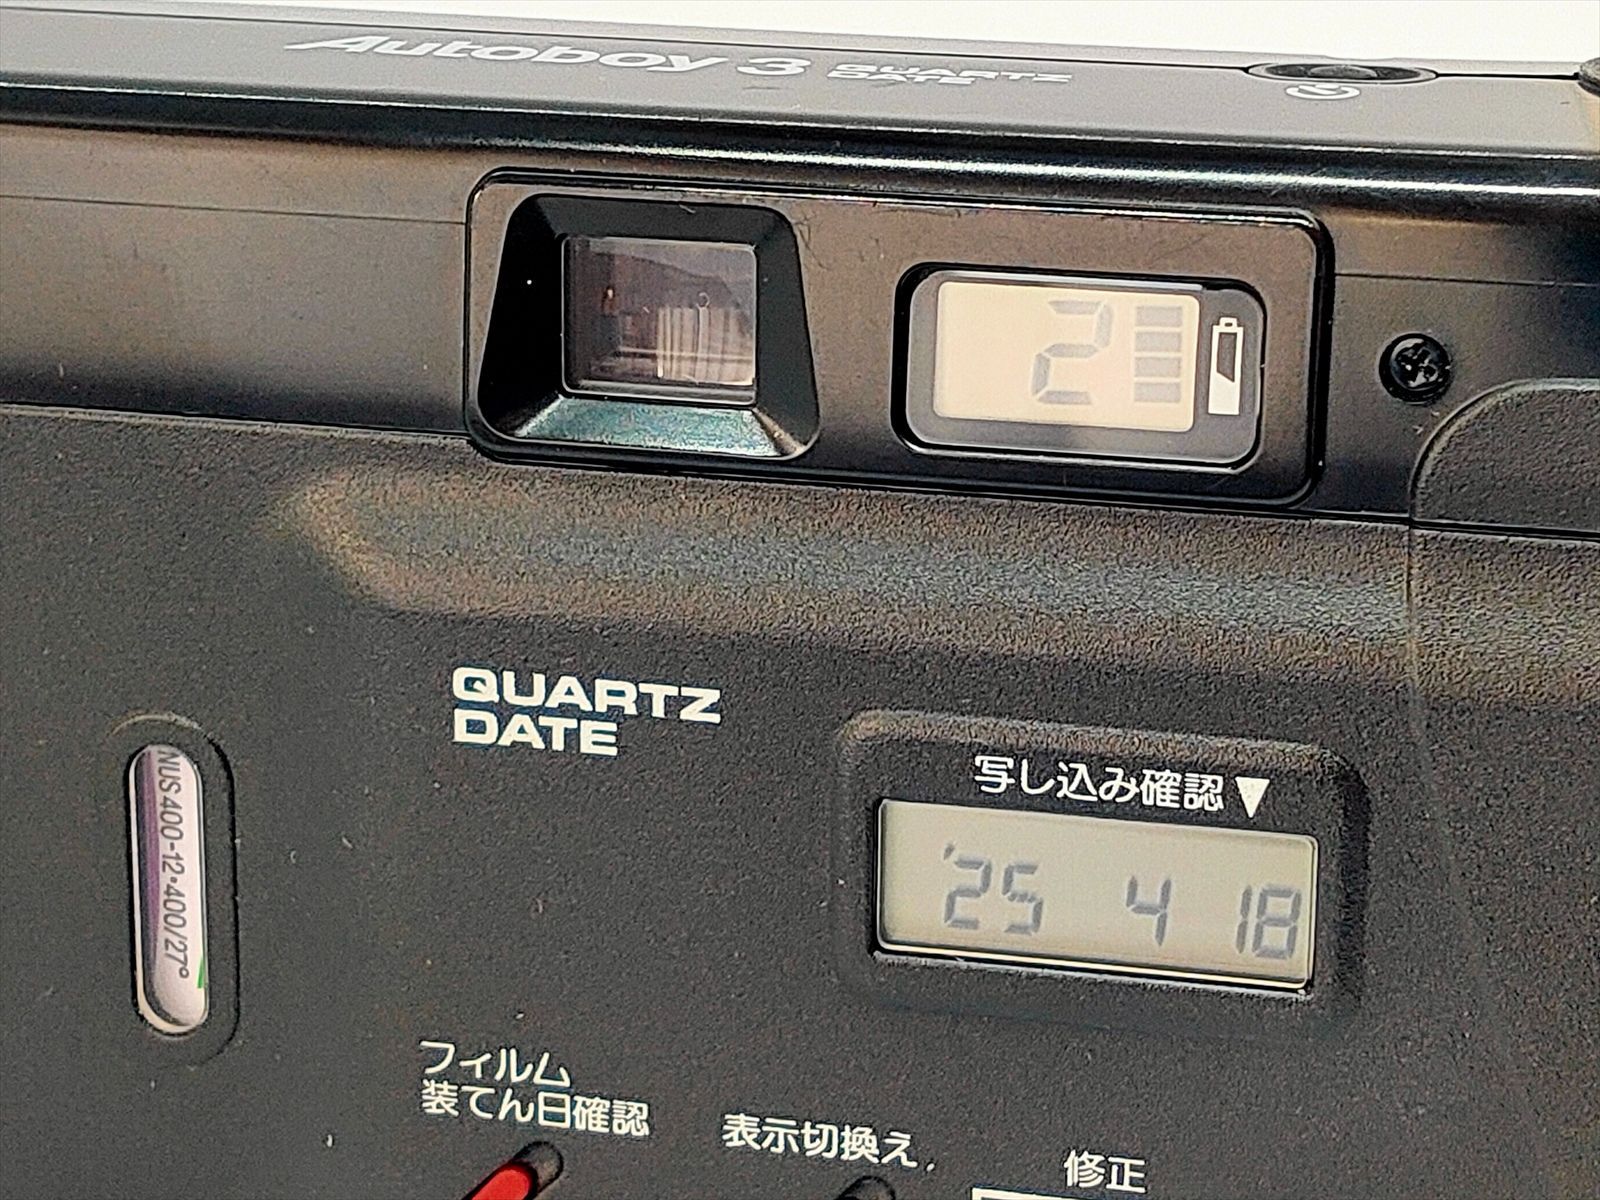 Autoboy 3 QUARTZ DATE
2
QUARTZ
DATE
写し込み確認▼
'25 4 18
NUS 400-12•400/27°
フィルム
装てん日確認
表示切換え
修正